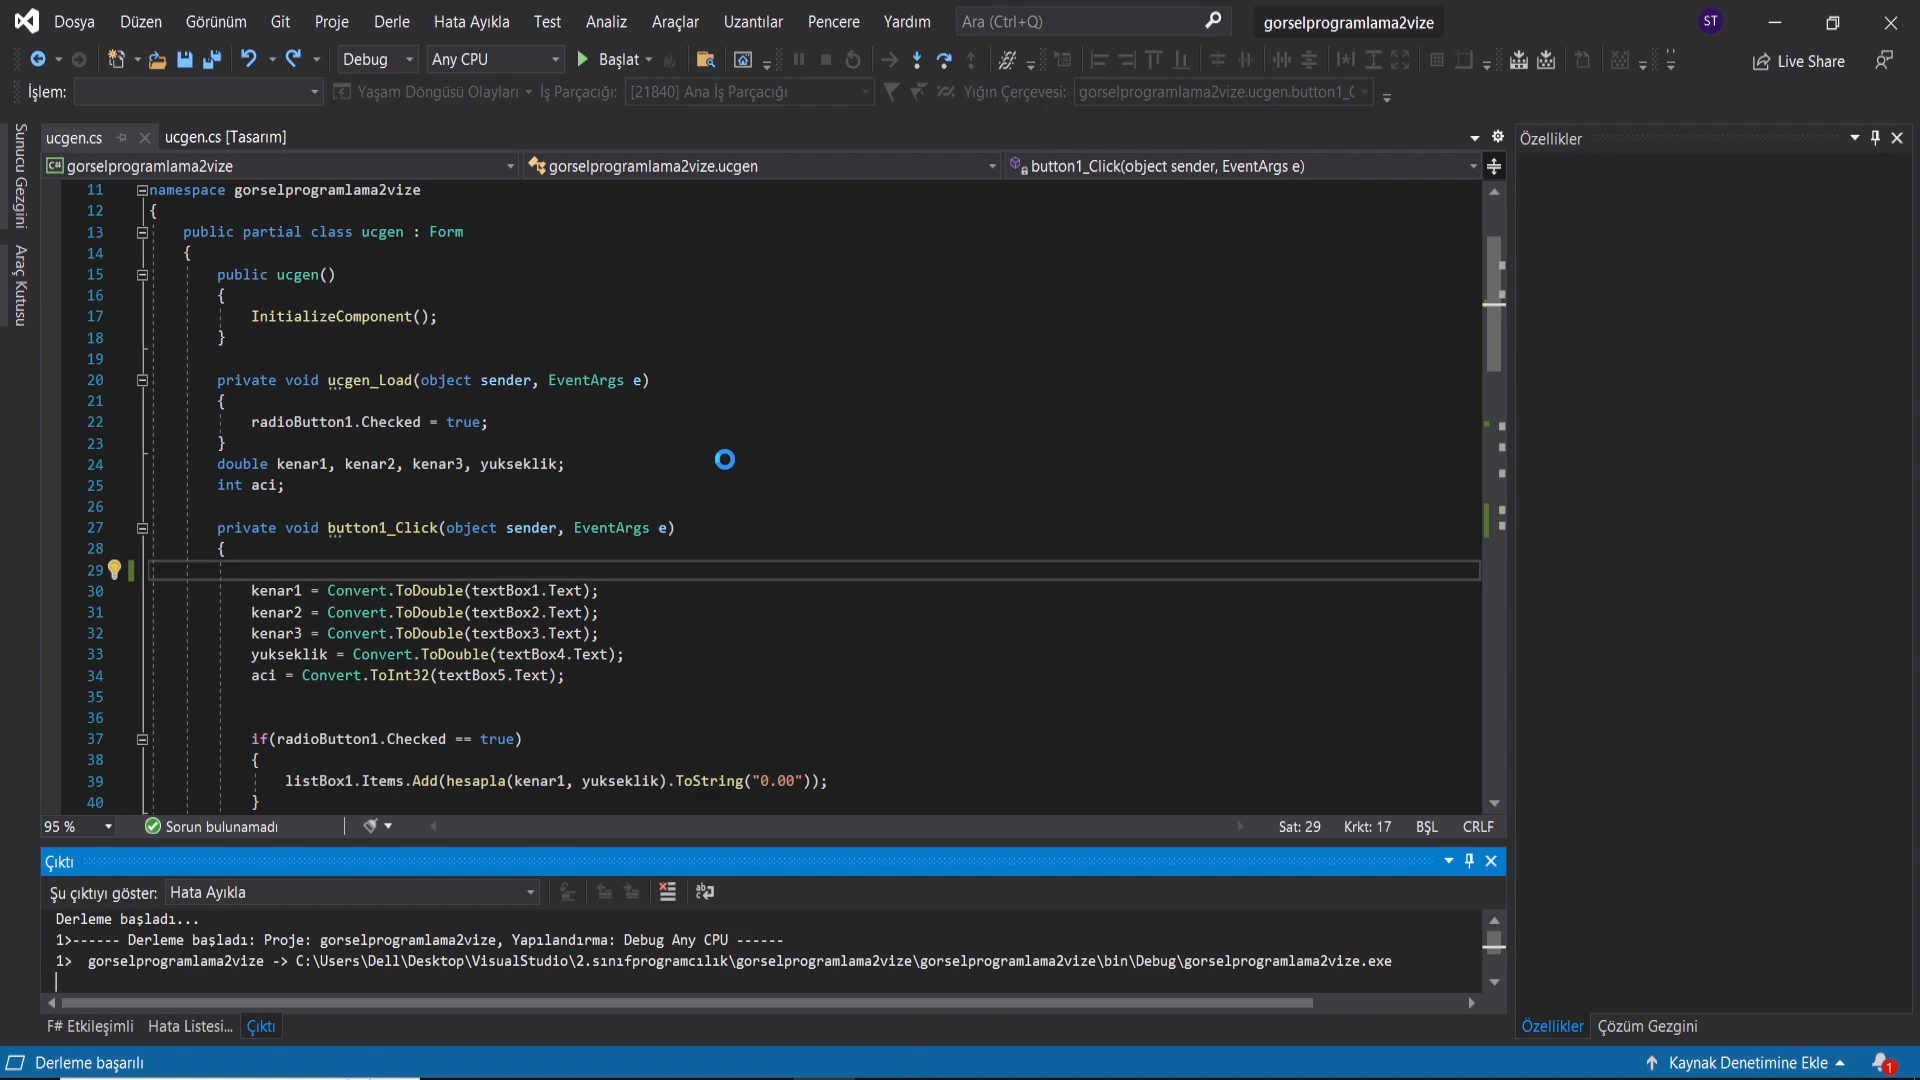 Dosya Düzen Görünüm Git Proje Derle Hata Ayıkla Test Analiz Araçlar Uzantılar Pencere Yardım Ara (Ctrl+Q) gorselprogramlama2vize ST
Debug Any CPU Başlat Live Share
İşlem: Yaşam Döngüsü Olayları İş Parçacığı: [21840] Ana İş Parçacığı Yığın Çerçevesi: gorselprogramlama2vize.ucgen.button1_(
Sunucu Gezgini
Araç Kutusu
ucgen.cs ucgen.cs [Tasarım]
C# gorselprogramlama2vize gorselprogramlama2vize.ucgen button1_Click(object sender, EventArgs e)
11 namespace gorselprogramlama2vize
12 {
13 public partial class ucgen : Form
14 {
15 public ucgen()
16 {
17 InitializeComponent();
18 }
19
20 private void ucgen_Load(object sender, EventArgs e)
21 {
22 radioButton1.Checked = true;
23 }
24 double kenar1, kenar2, kenar3, yukseklik;
25 int aci;
26
27 private void button1_Click(object sender, EventArgs e)
28 {
29
30 kenar1 = Convert.ToDouble(textBox1.Text);
31 kenar2 = Convert.ToDouble(textBox2.Text);
32 kenar3 = Convert.ToDouble(textBox3.Text);
33 yukseklik = Convert.ToDouble(textBox4.Text);
34 aci = Convert.ToInt32(textBox5.Text);
35
36
37 if(radioButton1.Checked == true)
38 {
39 listBox1.Items.Add(hesapla(kenar1, yukseklik).ToString("0.00"));
40 }
95 % Sorun bulunamadı Sat: 29 Krkt: 17 BŞL CRLF
Çıktı
Şu çıktıyı göster: Hata Ayıkla
Derleme başladı...
1>------ Derleme başladı: Proje: gorselprogramlama2vize, Yapılandırma: Debug Any CPU ------
1> gorselprogramlama2vize -> C:\Users\Dell\Desktop\VisualStudio\2.sınıfprogramcılık\gorselprogramlama2vize\gorselprogramlama2vize\bin\Debug\gorselprogramlama2vize.exe
F# Etkileşimli Hata Listesi... Çıktı
Özellikler
Özellikler Çözüm Gezgini
Derleme başarılı Kaynak Denetimine Ekle 1